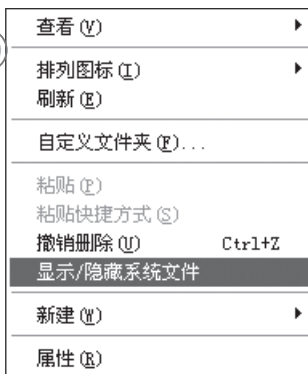 查看(V)
排列图标(I)
刷新(E)
自定义文件夹(F)...
粘贴(P)
粘贴快捷方式(S)
撤销删除(U) Ctrl+Z
显示/隐藏系统文件
新建(W)
属性(R)